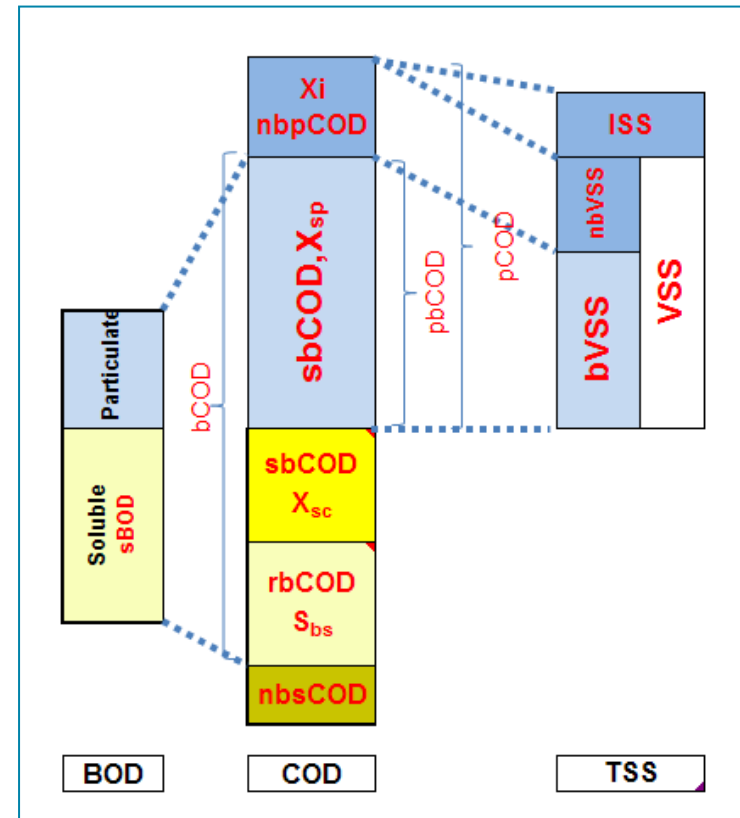 Xi
nbpCOD
ISS
nbVSS
VSS
bVSS
sbCOD,Xsp
pCOD
pbCOD
bCOD
Particulate
Soluble
sBOD
sbCOD
Xsc
rbCOD
Sbs
nbsCOD
BOD
COD
TSS